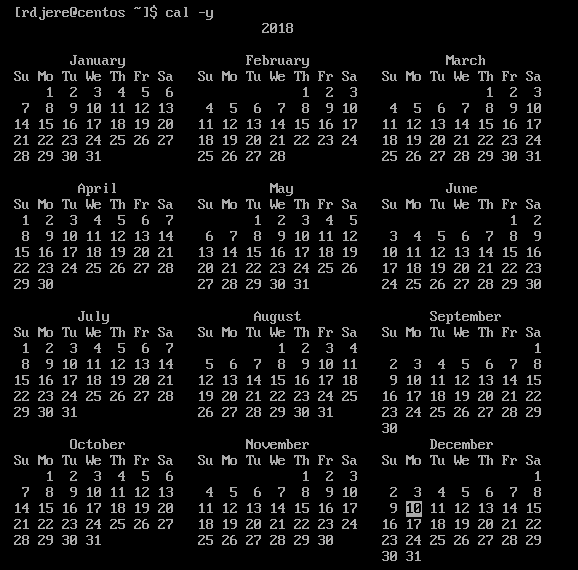 [rdjere@centos ~]$ cal -y
                               2018

       January               February                 March
Su Mo Tu We Th Fr Sa   Su Mo Tu We Th Fr Sa   Su Mo Tu We Th Fr Sa
    1  2  3  4  5  6                1  2  3                1  2  3
 7  8  9 10 11 12 13    4  5  6  7  8  9 10    4  5  6  7  8  9 10
14 15 16 17 18 19 20   11 12 13 14 15 16 17   11 12 13 14 15 16 17
21 22 23 24 25 26 27   18 19 20 21 22 23 24   18 19 20 21 22 23 24
28 29 30 31            25 26 27 28            25 26 27 28 29 30 31

        April                   May                   June
Su Mo Tu We Th Fr Sa   Su Mo Tu We Th Fr Sa   Su Mo Tu We Th Fr Sa
 1  2  3  4  5  6  7          1  2  3  4  5                   1  2
 8  9 10 11 12 13 14    6  7  8  9 10 11 12    3  4  5  6  7  8  9
15 16 17 18 19 20 21   13 14 15 16 17 18 19   10 11 12 13 14 15 16
22 23 24 25 26 27 28   20 21 22 23 24 25 26   17 18 19 20 21 22 23
29 30                  27 28 29 30 31         24 25 26 27 28 29 30

        July                  August                September
Su Mo Tu We Th Fr Sa   Su Mo Tu We Th Fr Sa   Su Mo Tu We Th Fr Sa
 1  2  3  4  5  6  7             1  2  3  4                      1
 8  9 10 11 12 13 14    5  6  7  8  9 10 11    2  3  4  5  6  7  8
15 16 17 18 19 20 21   12 13 14 15 16 17 18    9 10 11 12 13 14 15
22 23 24 25 26 27 28   19 20 21 22 23 24 25   16 17 18 19 20 21 22
29 30 31               26 27 28 29 30 31      23 24 25 26 27 28 29
                                              30
       October               November               December
Su Mo Tu We Th Fr Sa   Su Mo Tu We Th Fr Sa   Su Mo Tu We Th Fr Sa
    1  2  3  4  5  6                1  2  3                      1
 7  8  9 10 11 12 13    4  5  6  7  8  9 10    2  3  4  5  6  7  8
14 15 16 17 18 19 20   11 12 13 14 15 16 17    9 10 11 12 13 14 15
21 22 23 24 25 26 27   18 19 20 21 22 23 24   16 17 18 19 20 21 22
28 29 30 31            25 26 27 28 29 30      23 24 25 26 27 28 29
                                              30 31